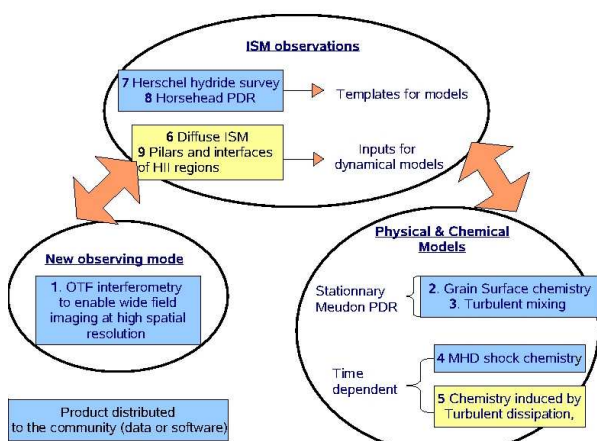 ISM observations
7 Herschel hydride survey
8 Horsehead PDR
Templates for models
6 Diffuse ISM
9 Pilars and interfaces
of HII regions
Inputs for
dynamical models
New observing mode
1. OTF interferometry
to enable wide field
imaging at high spatial
resolution
Physical & Chemical
Models
Stationnary
Meudon PDR
2. Grain Surface chemistry
3. Turbulent mixing
Time
dependent
4 MHD shock chemistry
5 Chemistry induced by
Turbulent dissipation,
Product distributed
to the community (data or software)